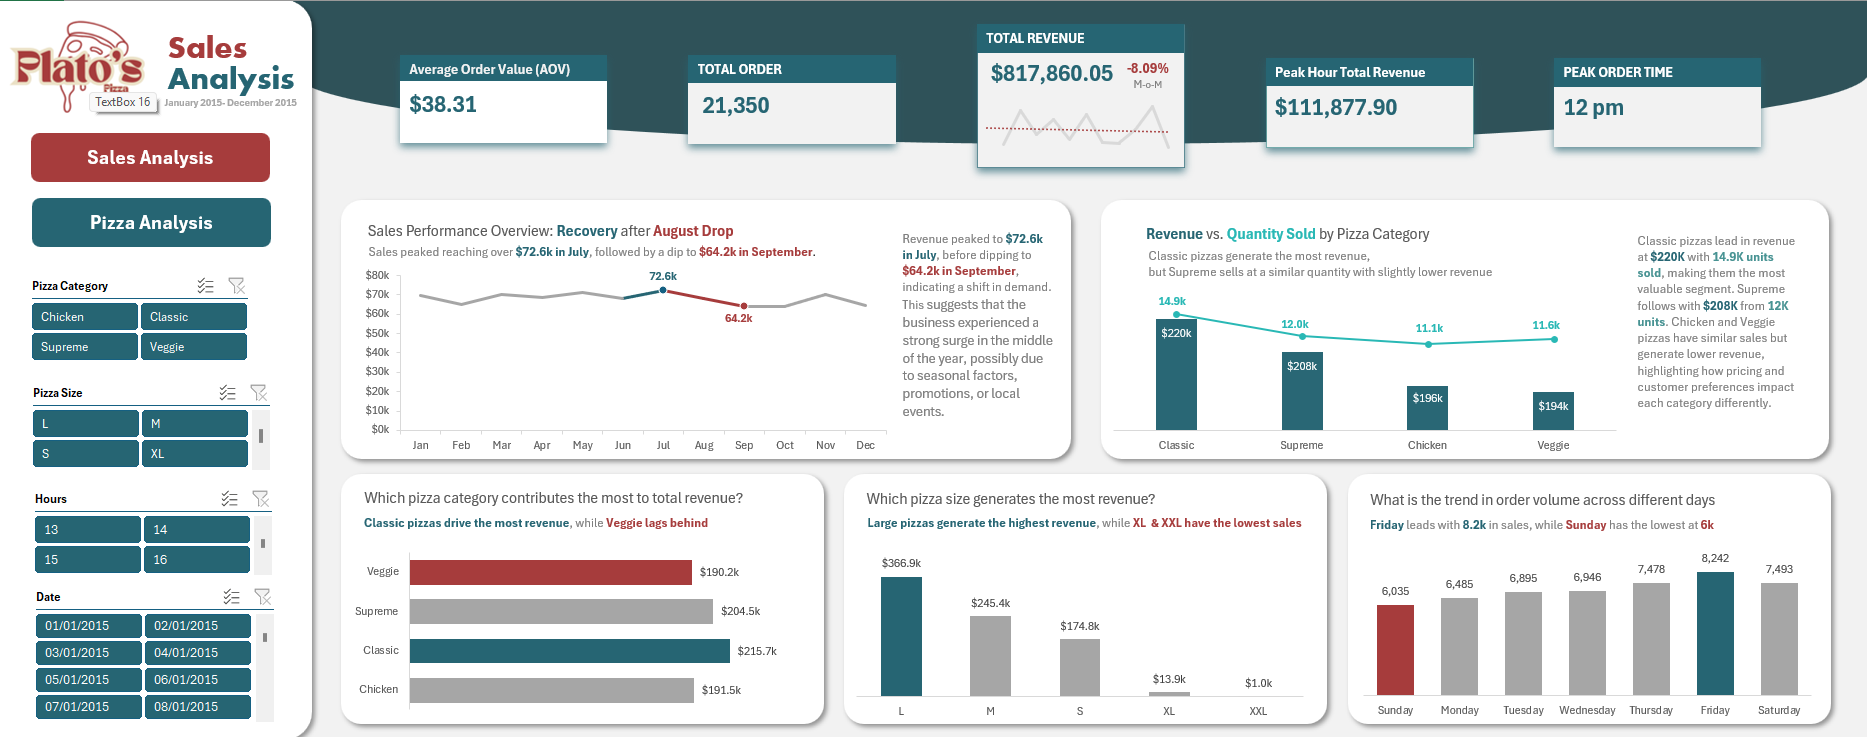 Plato's
Pizza
Sales
Analysis
TextBox 16
January 2015- December 2015
Sales Analysis
Pizza Analysis
Pizza Category
Chicken
Classic
Supreme
Veggie
Pizza Size
L
M
S
XL
Hours
13
14
15
16
Date
01/01/2015
02/01/2015
03/01/2015
04/01/2015
05/01/2015
06/01/2015
07/01/2015
08/01/2015
Average Order Value (AOV)
$38.31
TOTAL ORDER
21,350
TOTAL REVENUE
$817,860.05
-8.09%
M-o-M
Peak Hour Total Revenue
$111,877.90
PEAK ORDER TIME
12 pm
Sales Performance Overview: Recovery after August Drop
Sales peaked reaching over $72.6k in July, followed by a dip to $64.2k in September.
$80k
$70k
$60k
$50k
$40k
$30k
$20k
$10k
$0k
72.6k
64.2k
Jan
Feb
Mar
Apr
May
Jun
Jul
Aug
Sep
Oct
Nov
Dec
Revenue peaked to $72.6k
in July, before dipping to
$64.2k in September,
indicating a shift in demand.
This suggests that the
business experienced a
strong surge in the middle
of the year, possibly due
to seasonal factors,
promotions, or local
events.
Revenue vs. Quantity Sold by Pizza Category
Classic pizzas generate the most revenue,
but Supreme sells at a similar quantity with slightly lower revenue
14.9k
12.0k
11.1k
11.6k
$220k
$208k
$196k
$194k
Classic
Supreme
Chicken
Veggie
Classic pizzas lead in revenue
at $220K with 14.9K units
sold, making them the most
valuable segment. Supreme
follows with $208K from 12K
units. Chicken and Veggie
pizzas have similar sales but
generate lower revenue,
highlighting how pricing and
customer preferences impact
each category differently.
Which pizza category contributes the most to total revenue?
Classic pizzas drive the most revenue, while Veggie lags behind
Veggie
$190.2k
Supreme
$204.5k
Classic
$215.7k
Chicken
$191.5k
Which pizza size generates the most revenue?
Large pizzas generate the highest revenue, while XL & XXL have the lowest sales
$366.9k
$245.4k
$174.8k
$13.9k
$1.0k
L
M
S
XL
XXL
What is the trend in order volume across different days
Friday leads with 8.2k in sales, while Sunday has the lowest at 6k
6,035
6,485
6,895
6,946
7,478
8,242
7,493
Sunday
Monday
Tuesday
Wednesday
Thursday
Friday
Saturday